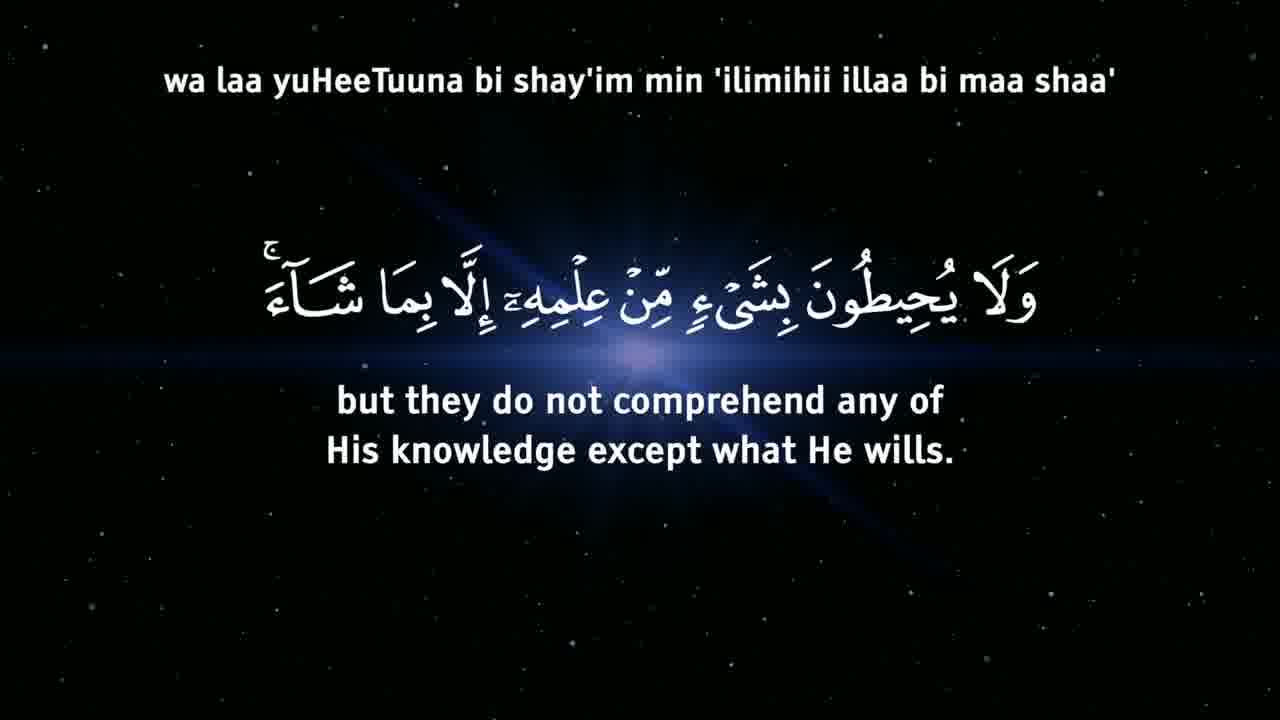 wa laa yuHeeTuuna bi shay'im min 'ilimihii illaa bi maa shaa'
وَلَا يُحِيطُونَ بِشَىْءٍ مِّنْ عِلْمِهِۦٓ إِلَّا بِمَا شَآءَ ۚ
but they do not comprehend any of
His knowledge except what He wills.